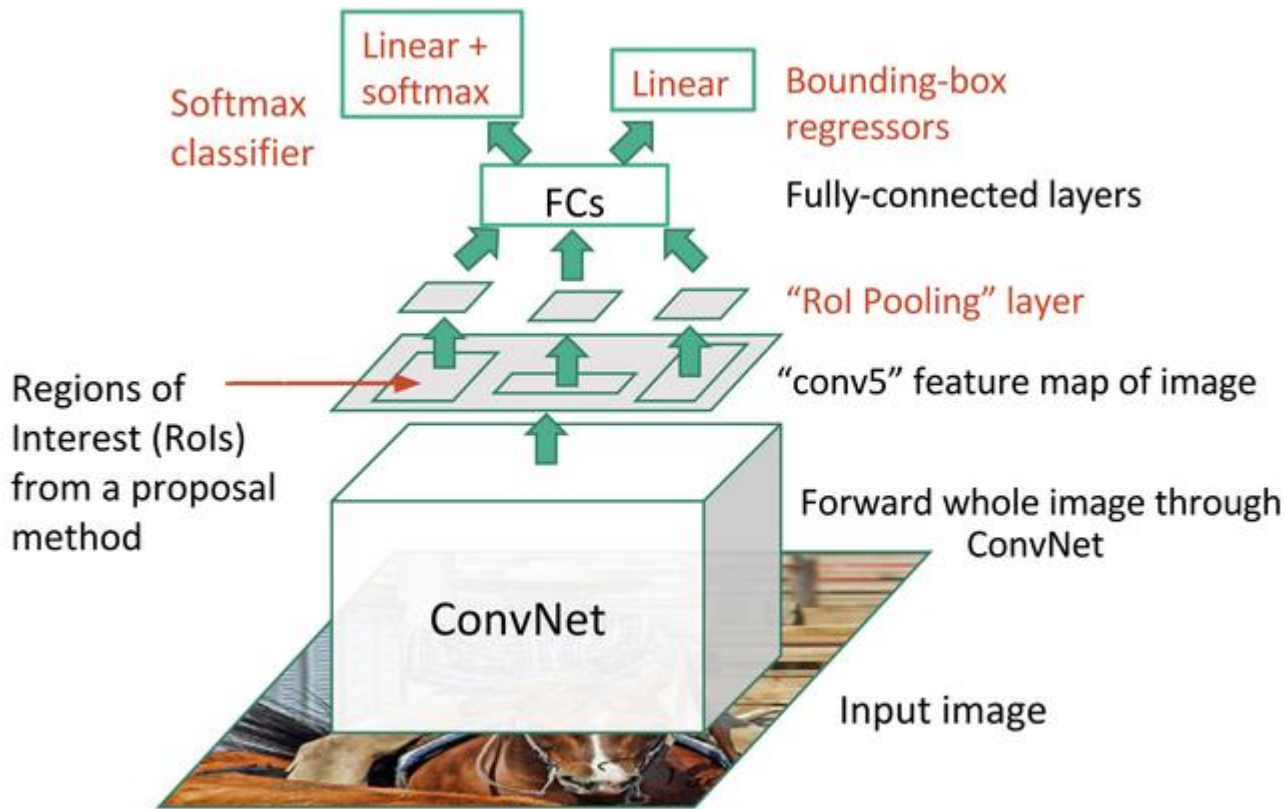 Linear +
softmax
Linear
Softmax
classifier
Bounding-box
regressors
FCs
Fully-connected layers
“RoI Pooling” layer
Regions of
Interest (RoIs)
from a proposal
method
“conv5” feature map of image
Forward whole image through
ConvNet
ConvNet
Input image